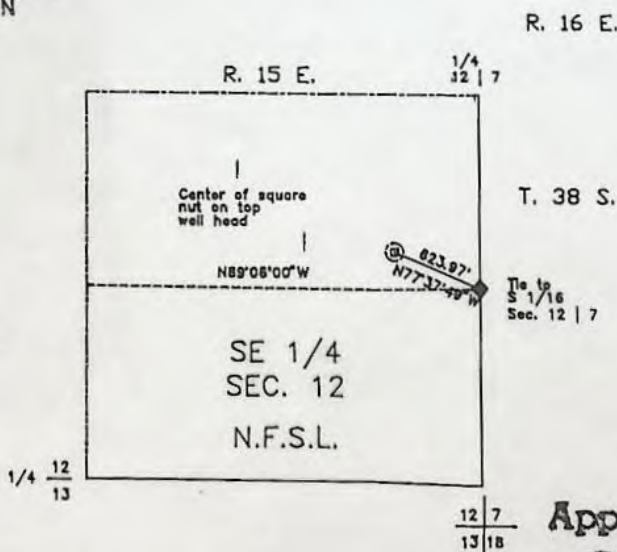 N
R. 16 E.
R. 15 E.
1/4
12 | 7
Center of square
nut on top
well head
T. 38 S.
N89°06'00"W
823.97'
N77°37'49"W
Tie to
S 1/16
Sec. 12 | 7
SE 1/4
SEC. 12
N.F.S.L.
1/4 12
13
12 | 7
13 | 18
App